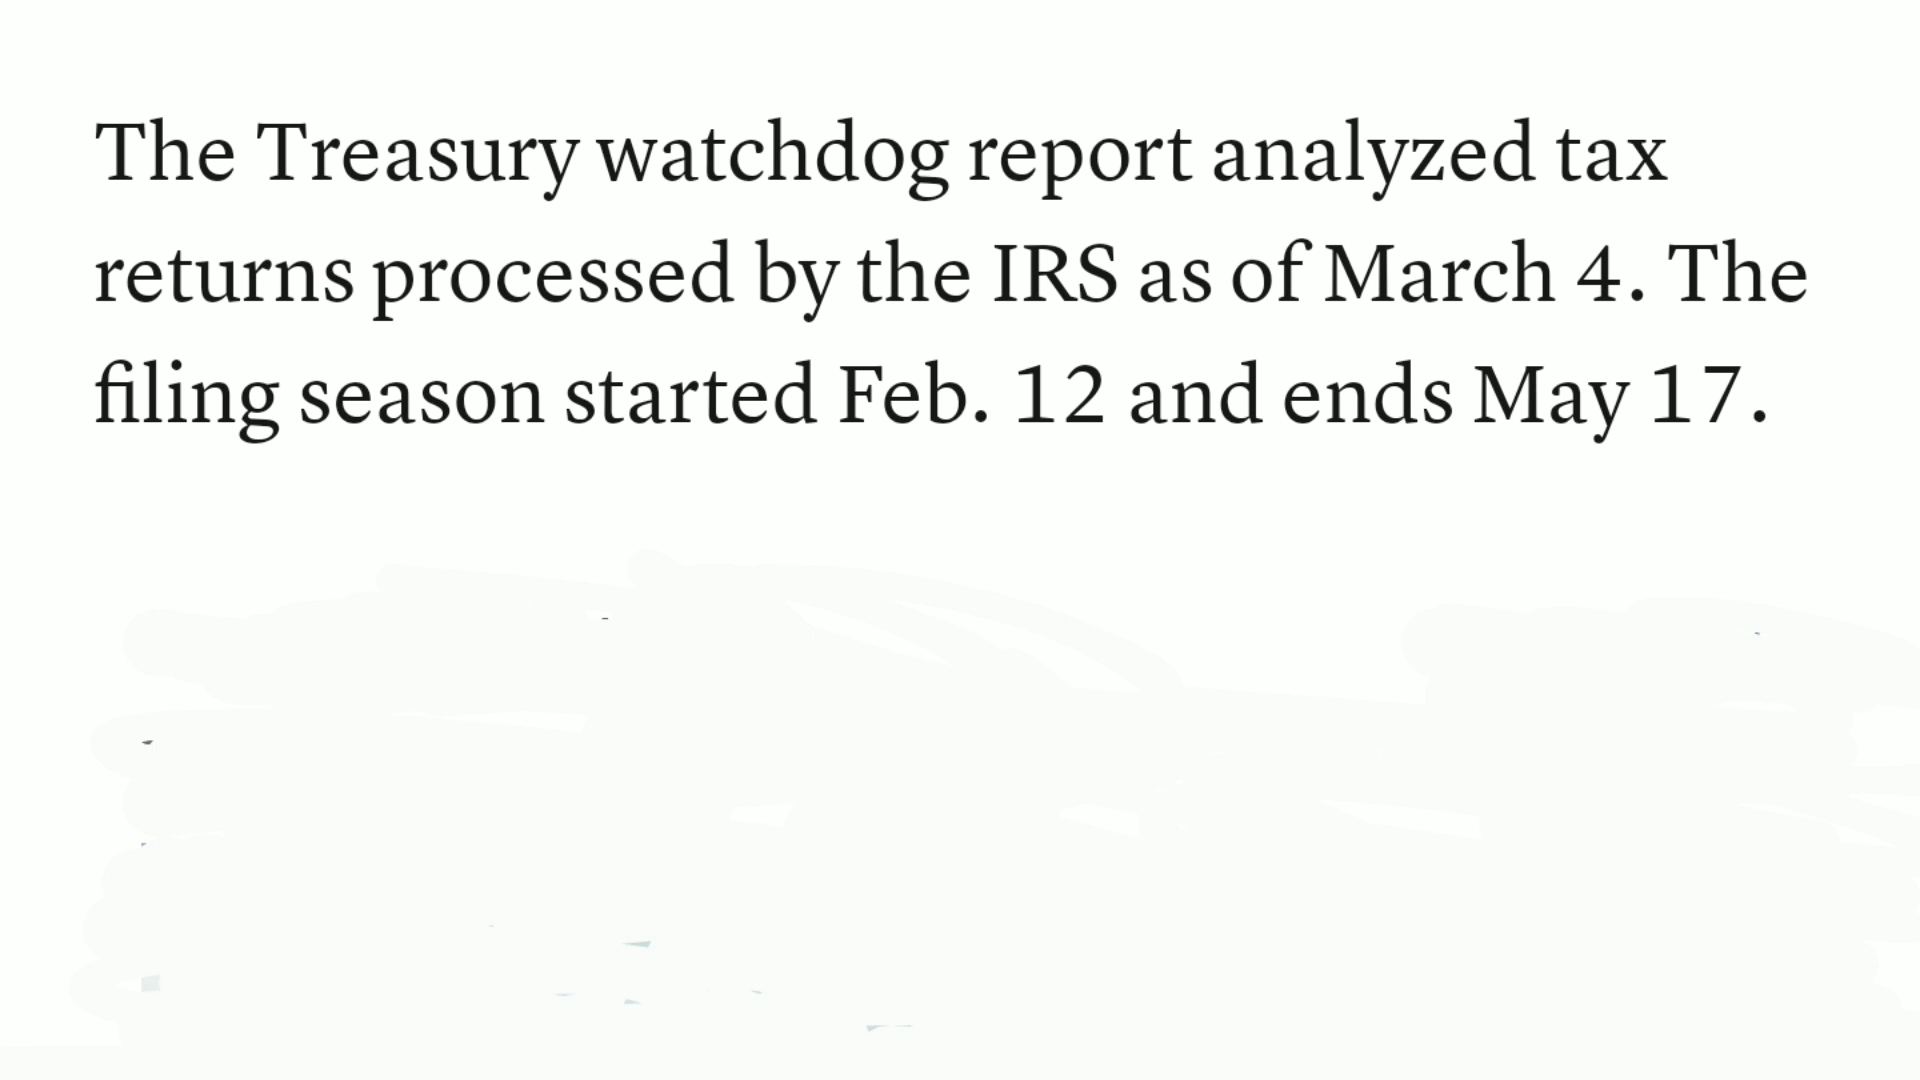 The Treasury watchdog report analyzed tax
returns processed by the IRS as of March 4. The
filing season started Feb. 12 and ends May 17.